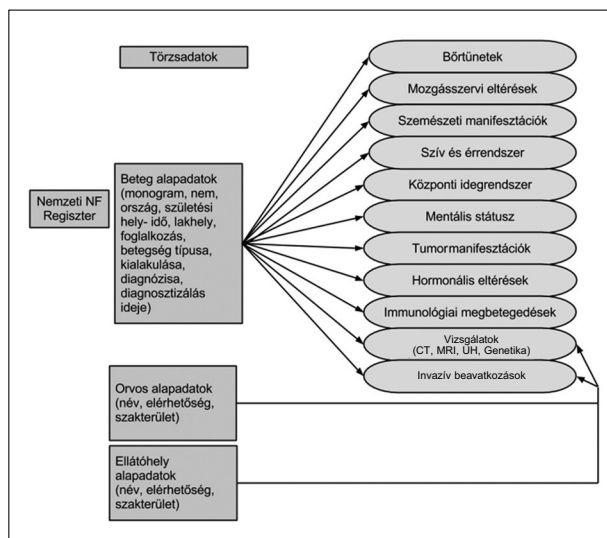 Törzsadatok
Nemzeti NF
Regiszter
Beteg alapadatok
(monogram, nem,
ország, születési
hely- idő, lakhely,
foglalkozás,
betegség típusa,
kialakulása,
diagnózisa,
diagnosztizálás
ideje)
Orvos alapadatok
(név, elérhetőség,
szakterület)
Ellátóhely
alapadatok
(név, elérhetőség,
szakterület)
Bőrtünetek
Mozgásszervi eltérések
Szemészeti manifesztációk
Szív és érrendszer
Központi idegrendszer
Mentális státusz
Tumormanifesztációk
Hormonális eltérések
Immunológiai megbetegedések
Vizsgálatok
(CT, MRI, UH, Genetika)
Invazív beavatkozások